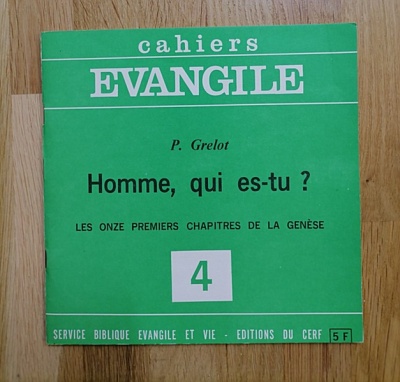 cahiers
EVANGILE
P. Grelot
Homme, qui es-tu ?
LES ONZE PREMIERS CHAPITRES DE LA GENÈSE
4
SERVICE BIBLIQUE EVANGILE ET VIE - EDITIONS DU CERF 5 F